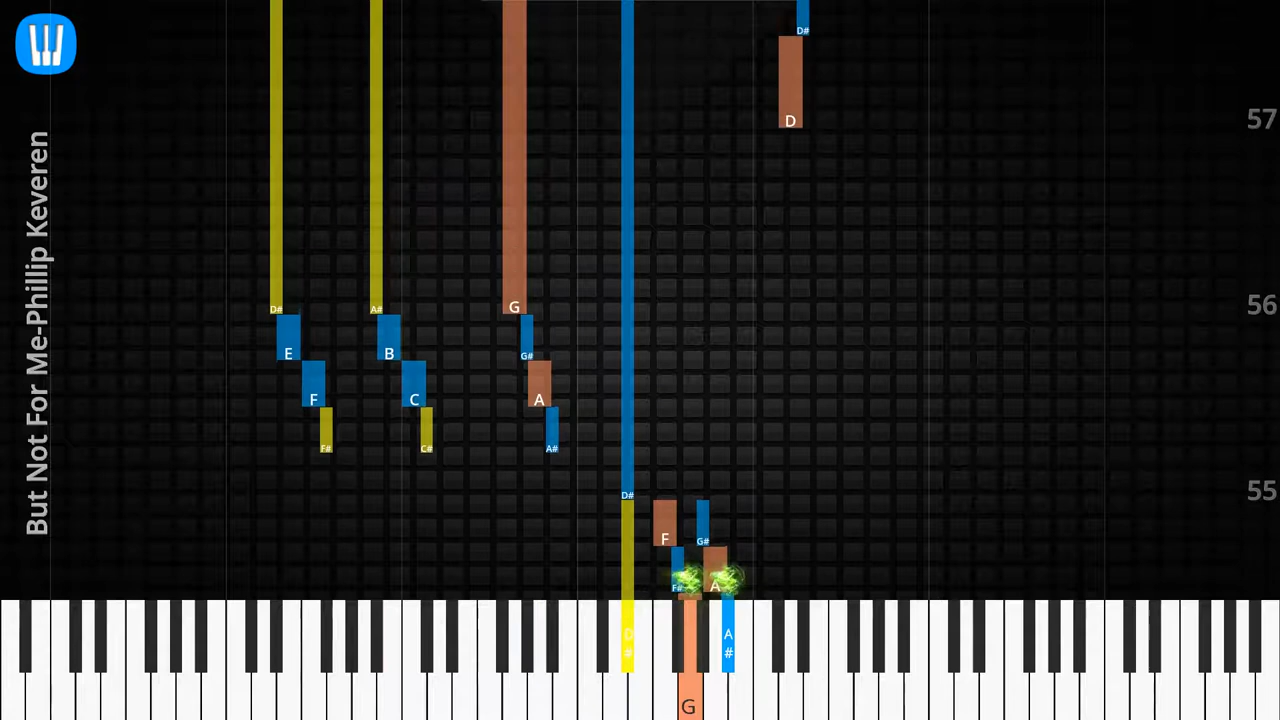 But Not For Me-Phillip Keveren
D#
D
57
D#
A#
G
56
E
B
G#
F
C
A
F#
C#
A#
D#
55
F
G#
F#
A
D
#
A
#
G